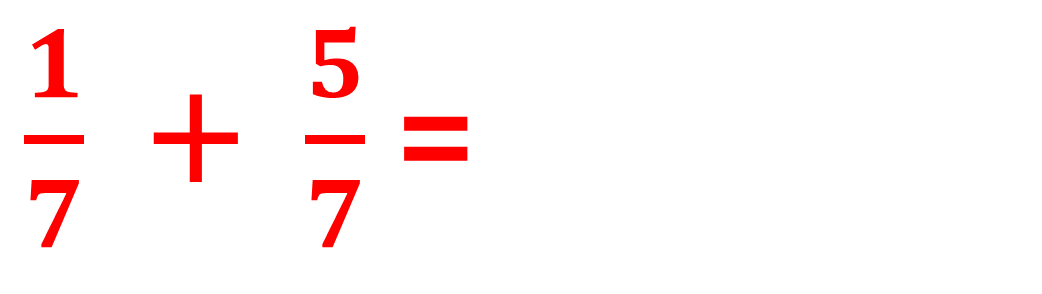 1/7 + 5/7 =